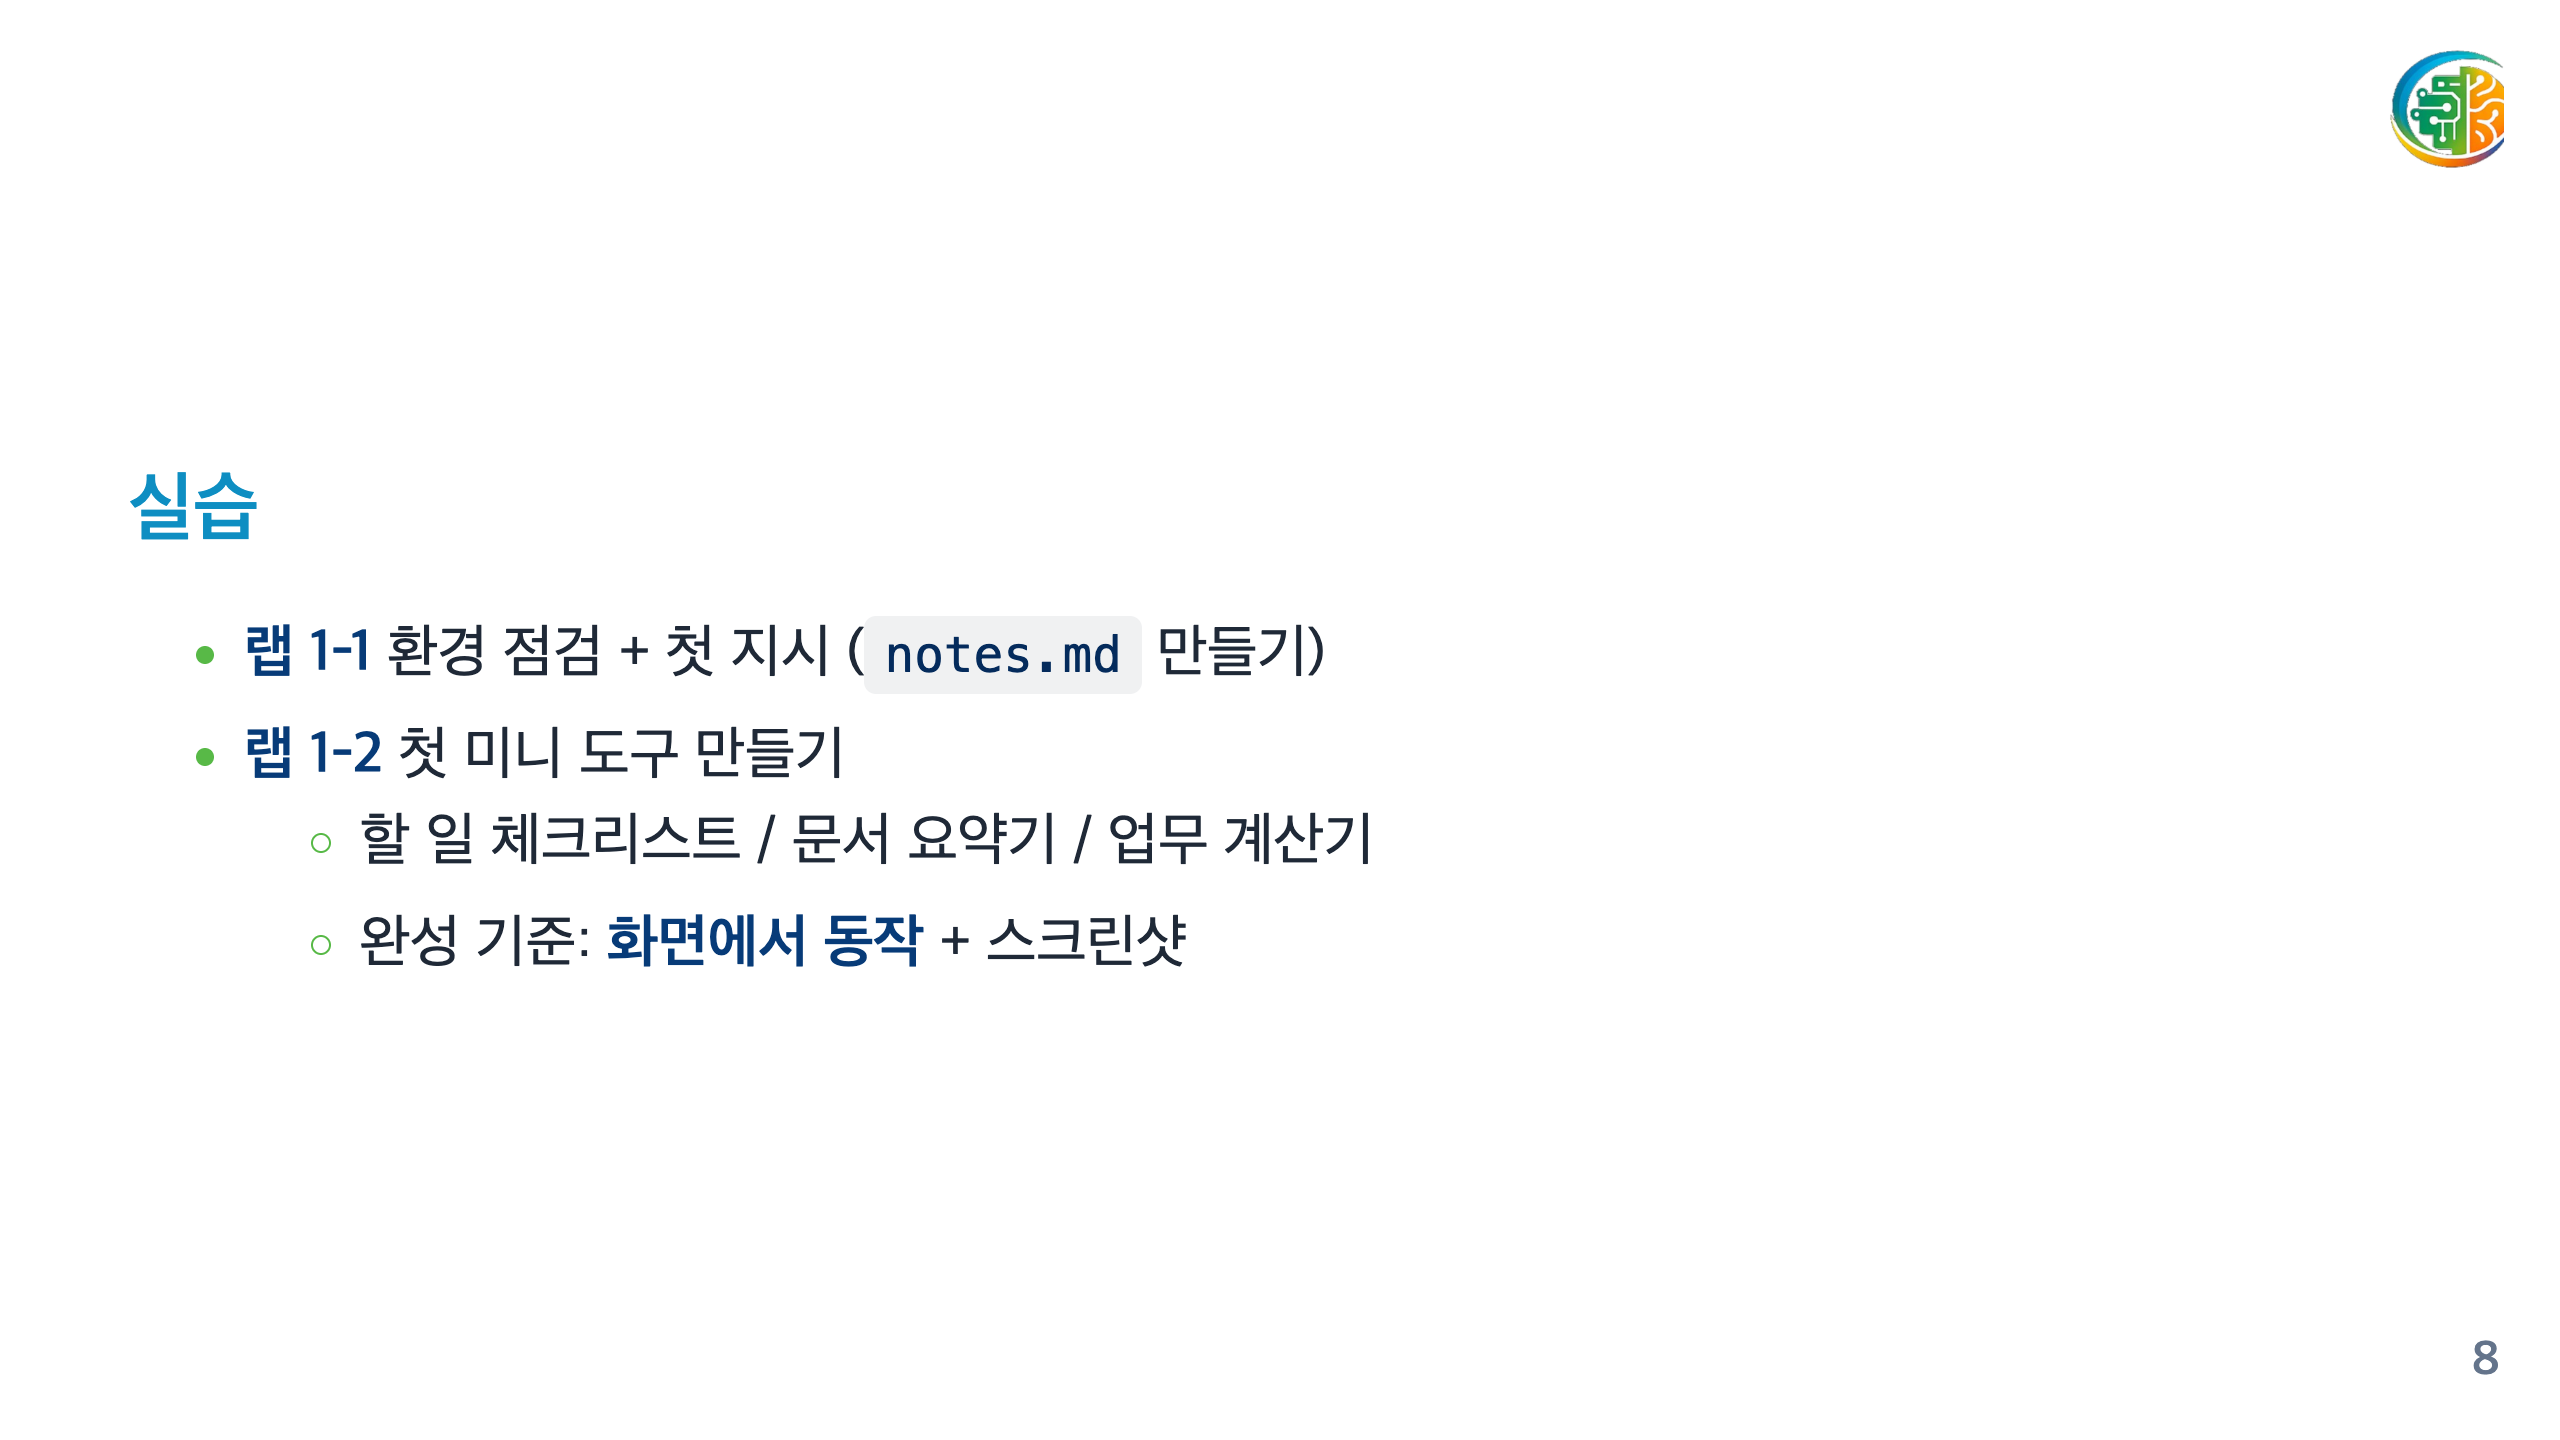 실습
랩 1-1 환경 점검 + 첫 지시 (notes.md 만들기)
랩 1-2 첫 미니 도구 만들기
할 일 체크리스트 / 문서 요약기 / 업무 계산기
완성 기준: 화면에서 동작 + 스크린샷
8